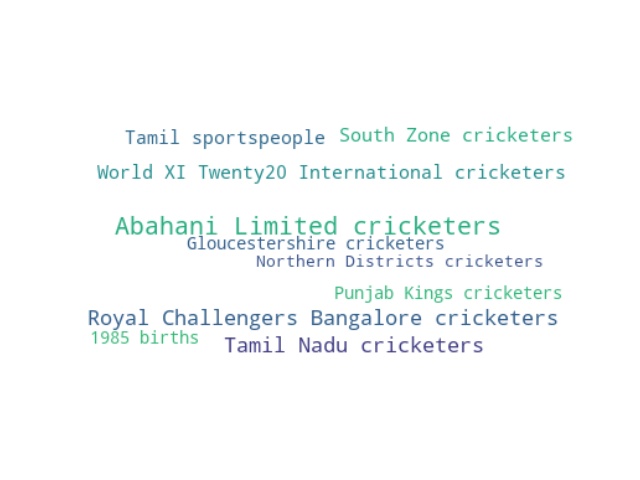 Tamil sportspeople South Zone cricketers
World XI Twenty20 International cricketers
Abahani Limited cricketers
Gloucestershire cricketers
Northern Districts cricketers
Punjab Kings cricketers
Royal Challengers Bangalore cricketers
1985 births Tamil Nadu cricketers